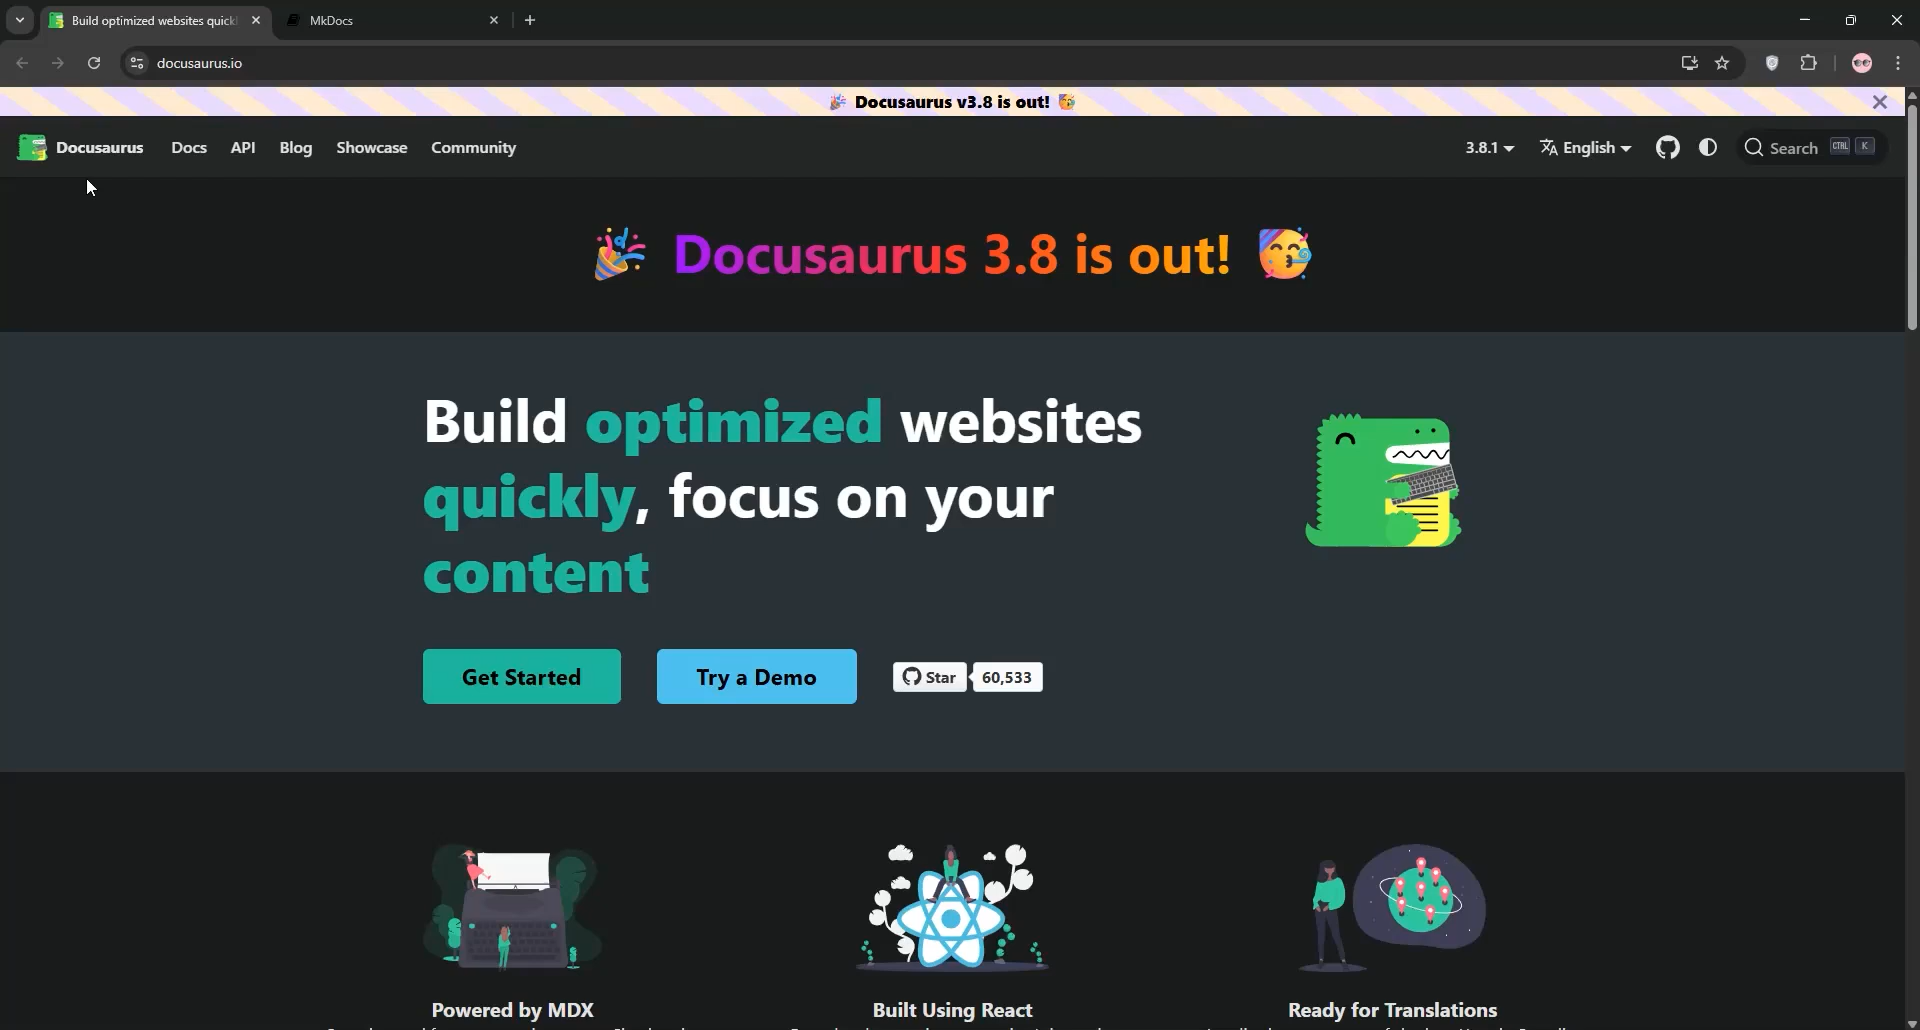 Build optimized websites quickl
MkDocs
docusaurus.io
Docusaurus v3.8 is out!
Docusaurus
Docs
API
Blog
Showcase
Community
3.8.1
English
Search
CTRL
K
Docusaurus 3.8 is out!
Build optimized websites
quickly, focus on your
content
Get Started
Try a Demo
Star
60,533
Powered by MDX
Built Using React
Ready for Translations